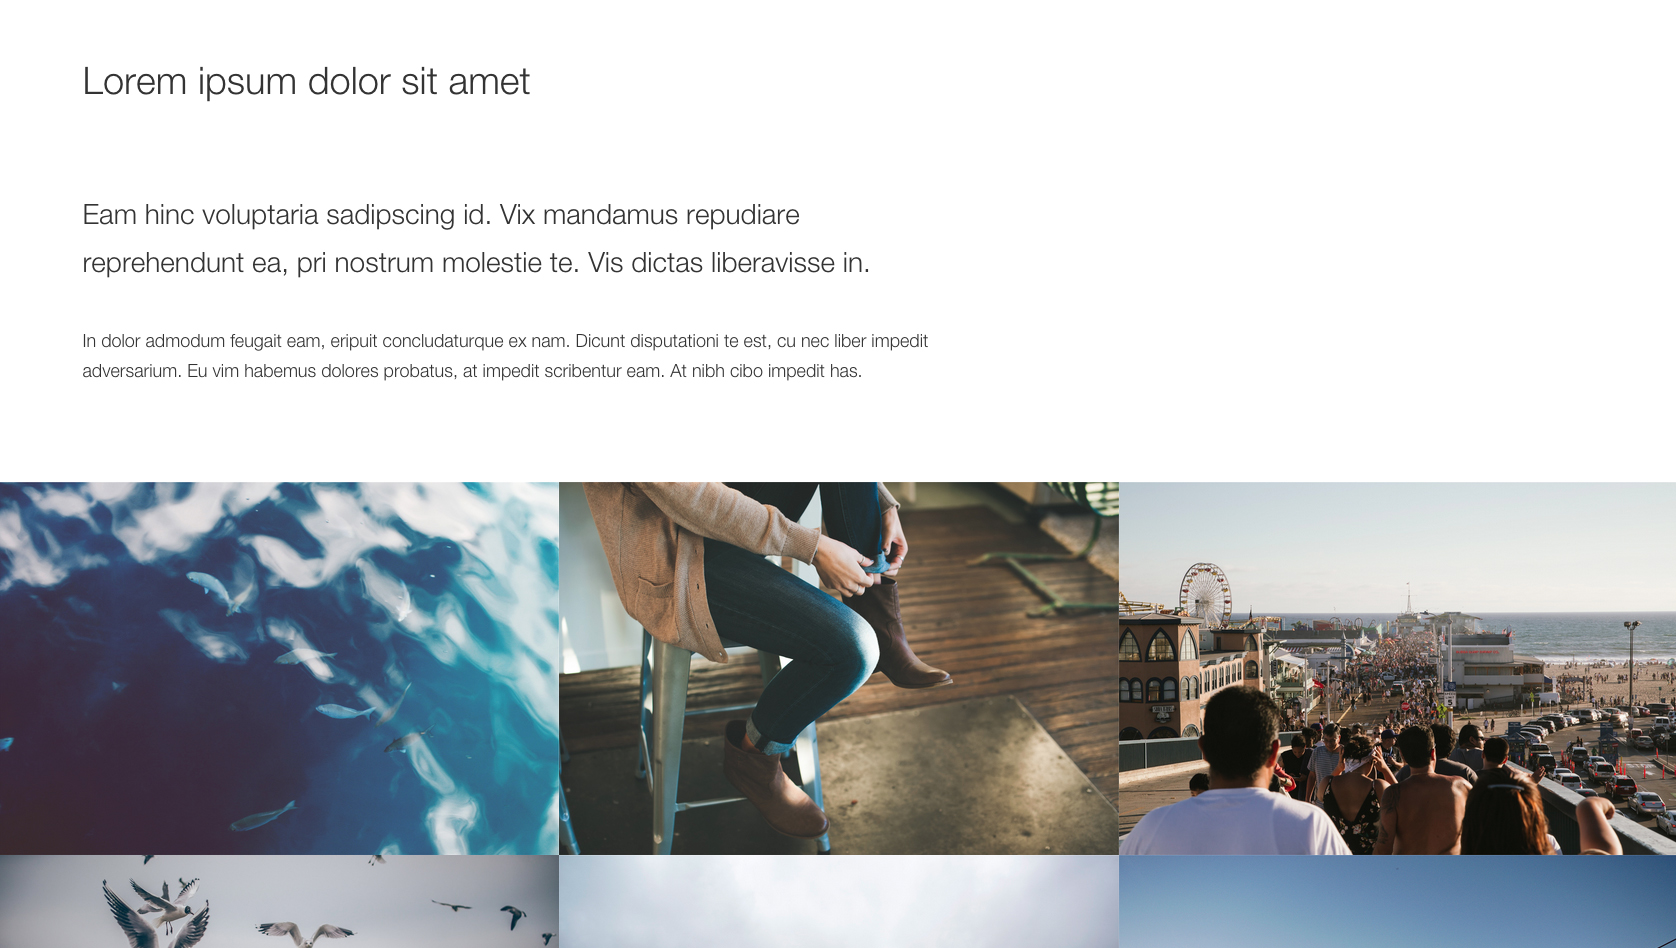 Lorem ipsum dolor sit amet
Eam hinc voluptaria sadipscing id. Vix mandamus repudiare
reprehendunt ea, pri nostrum molestie te. Vis dictas liberavisse in.
In dolor admodum feugait eam, eripuit concludaturque ex nam. Dicunt disputationi te est, cu nec liber impedit
adversarium. Eu vim habemus dolores probatus, at impedit scribentur eam. At nibh cibo impedit has.